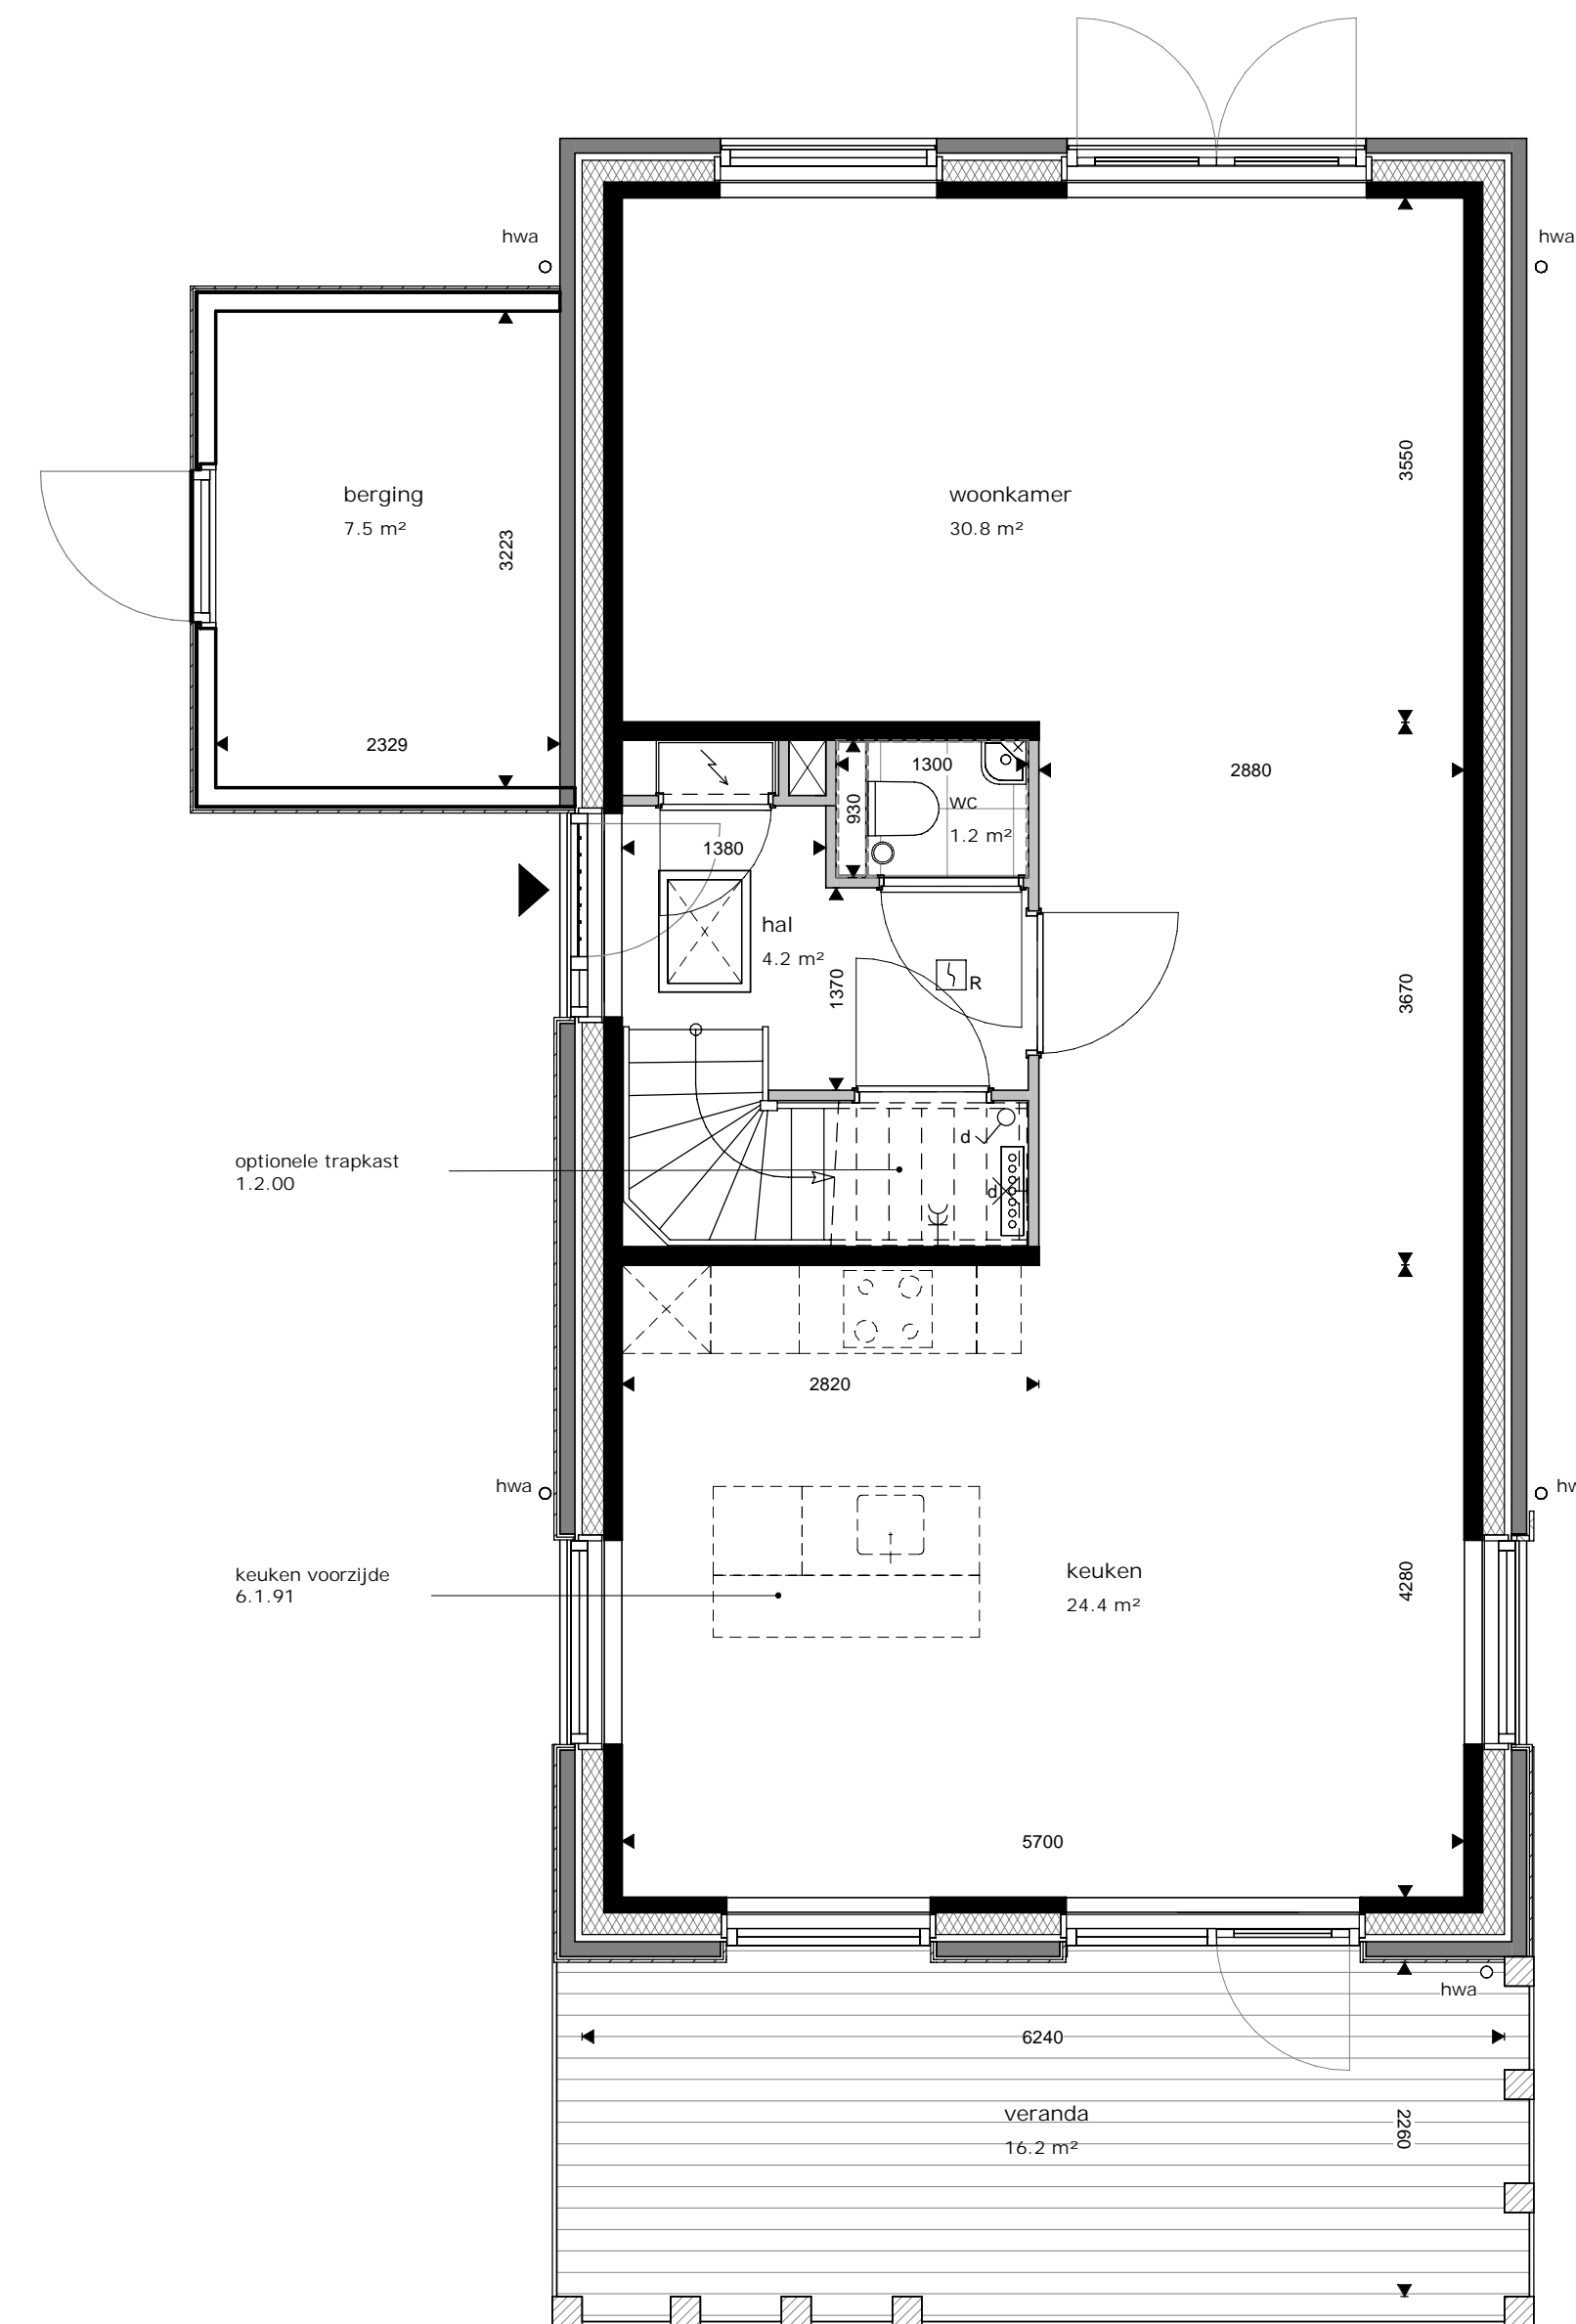 hwa
hwa
berging
7.5 m²
woonkamer
30.8 m²
3550
3223
2329
1300
2880
930
wc
1.2 m²
1380
hal
4.2 m²
1370
R
3670
d
optionele trapkast
1.2.00
d
2820
hwa
hw
keuken voorzijde
6.1.91
keuken
24.4 m²
4280
5700
hwa
6240
veranda
16.2 m²
2260